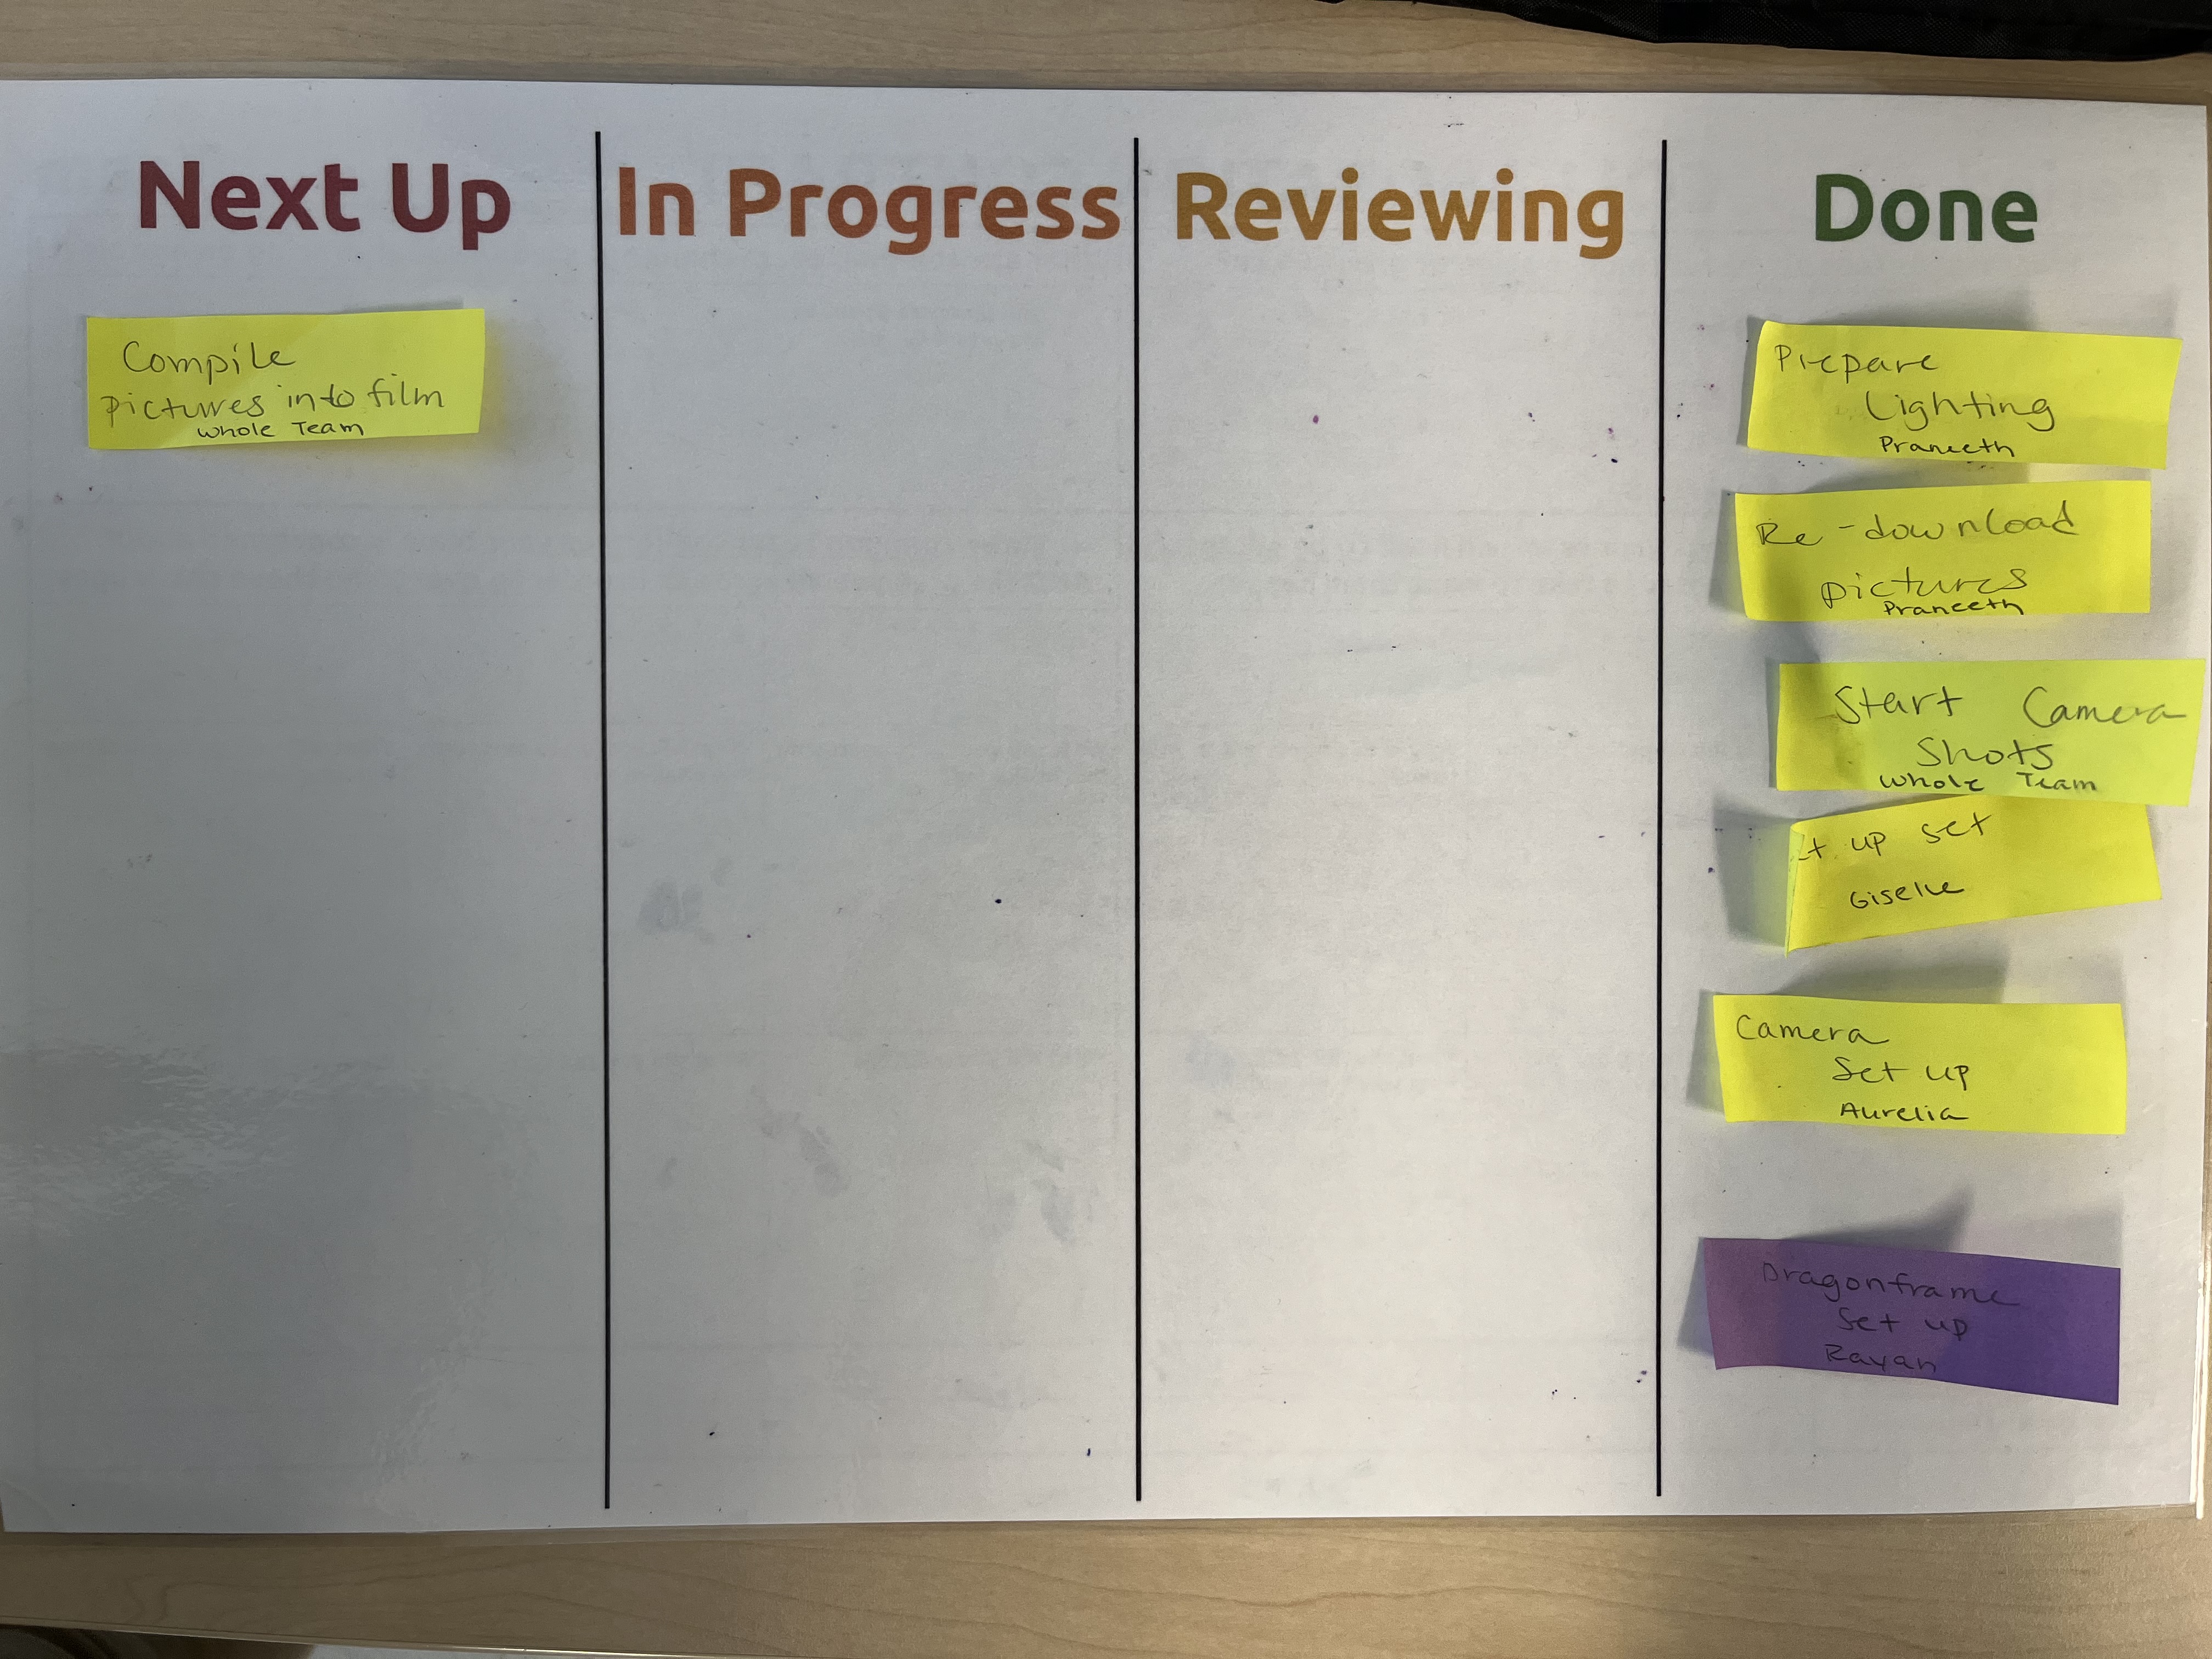 Next Up
In Progress
Reviewing
Done
Compile
pictures into film
whole Team
Prepare
Lighting
Praneeth
Re-download
pictures
Praneeth
Start Camera
Shots
whole Team
t up set
Giselle
Camera
Set up
Aurelia
Dragonframe
Set up
Rayan